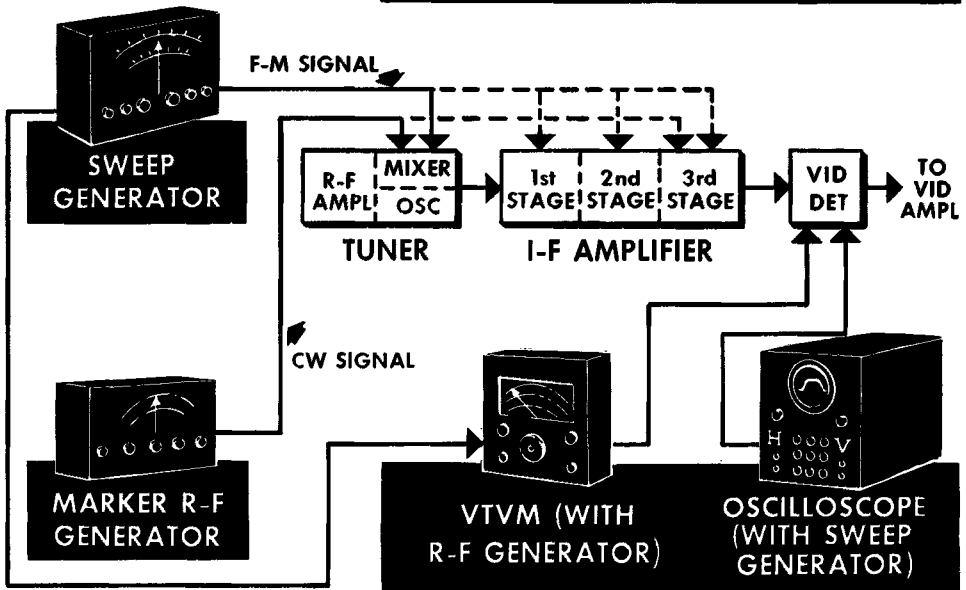 F-M SIGNAL
SWEEP
GENERATOR
R-F
AMPL
MIXER
OSC
TUNER
1st
STAGE
2nd
STAGE
3rd
STAGE
I-F AMPLIFIER
VID
DET
TO
VID
AMPL
CW SIGNAL
MARKER R-F
GENERATOR
VTVM (WITH
R-F GENERATOR)
H
V
OSCILLOSCOPE
(WITH SWEEP
GENERATOR)